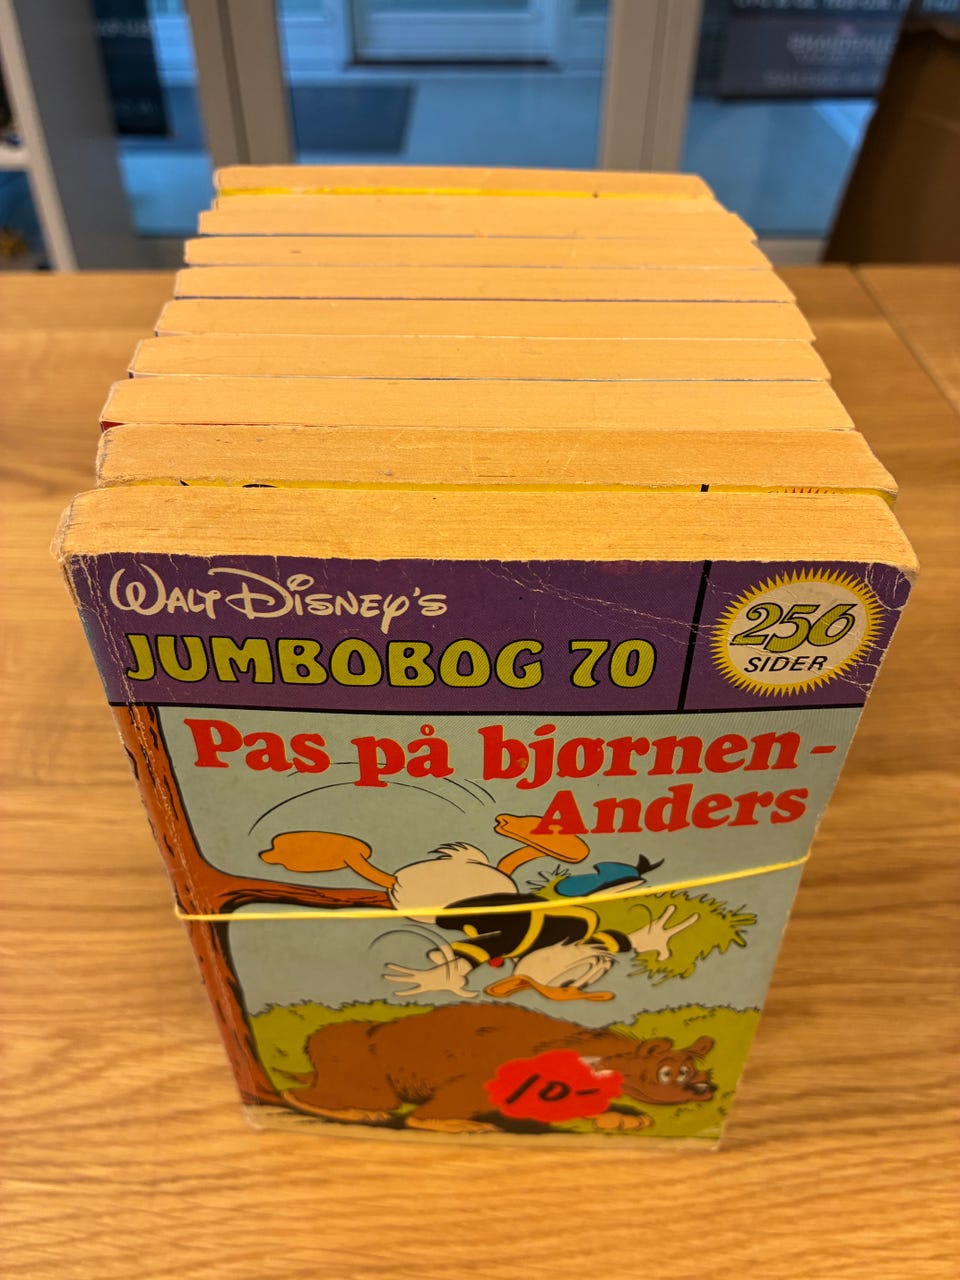 WALT DISNEY'S
JUMBOBOG 70
256
SIDER
Pas på bjørnen-
Anders
10-